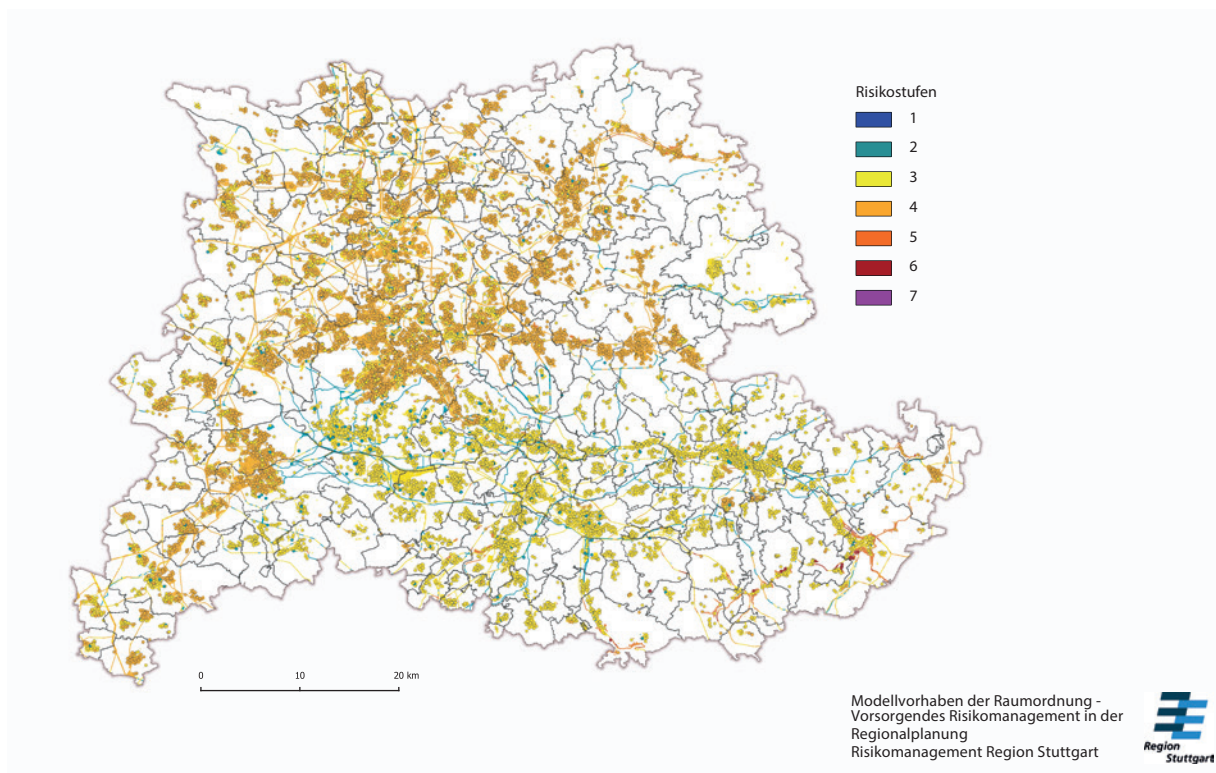 Risikostufen
1
2
3
4
5
6
7
0 10 20 km
Modellvorhaben der Raumordnung -
Vorsorgendes Risikomanagement in der
Regionalplanung
Risikomanagement Region Stuttgart
Region
Stuttgart